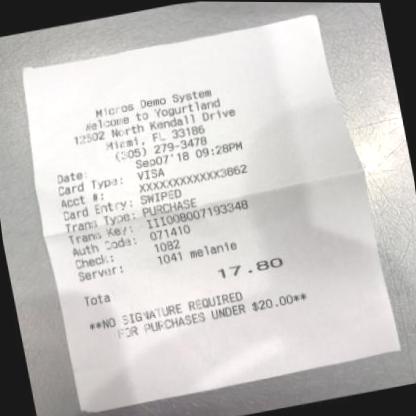 Micros Demo System
Welcome to Yogurtland
12502 North Kendall Drive
Miami, FL 33186
(305) 279-3478
Date: Sep07'18 09:28PM
Card Type: VISA
Acct #: XXXXXXXXXXXX3862
Card Entry: SWIPED
Trans Type: PURCHASE
Trans Key: III008007193348
Auth Code: 071410
Check: 1082
Server: 1041 melanie
Tota 17.80
**NO SIGNATURE REQUIRED
FOR PURCHASES UNDER $20.00**